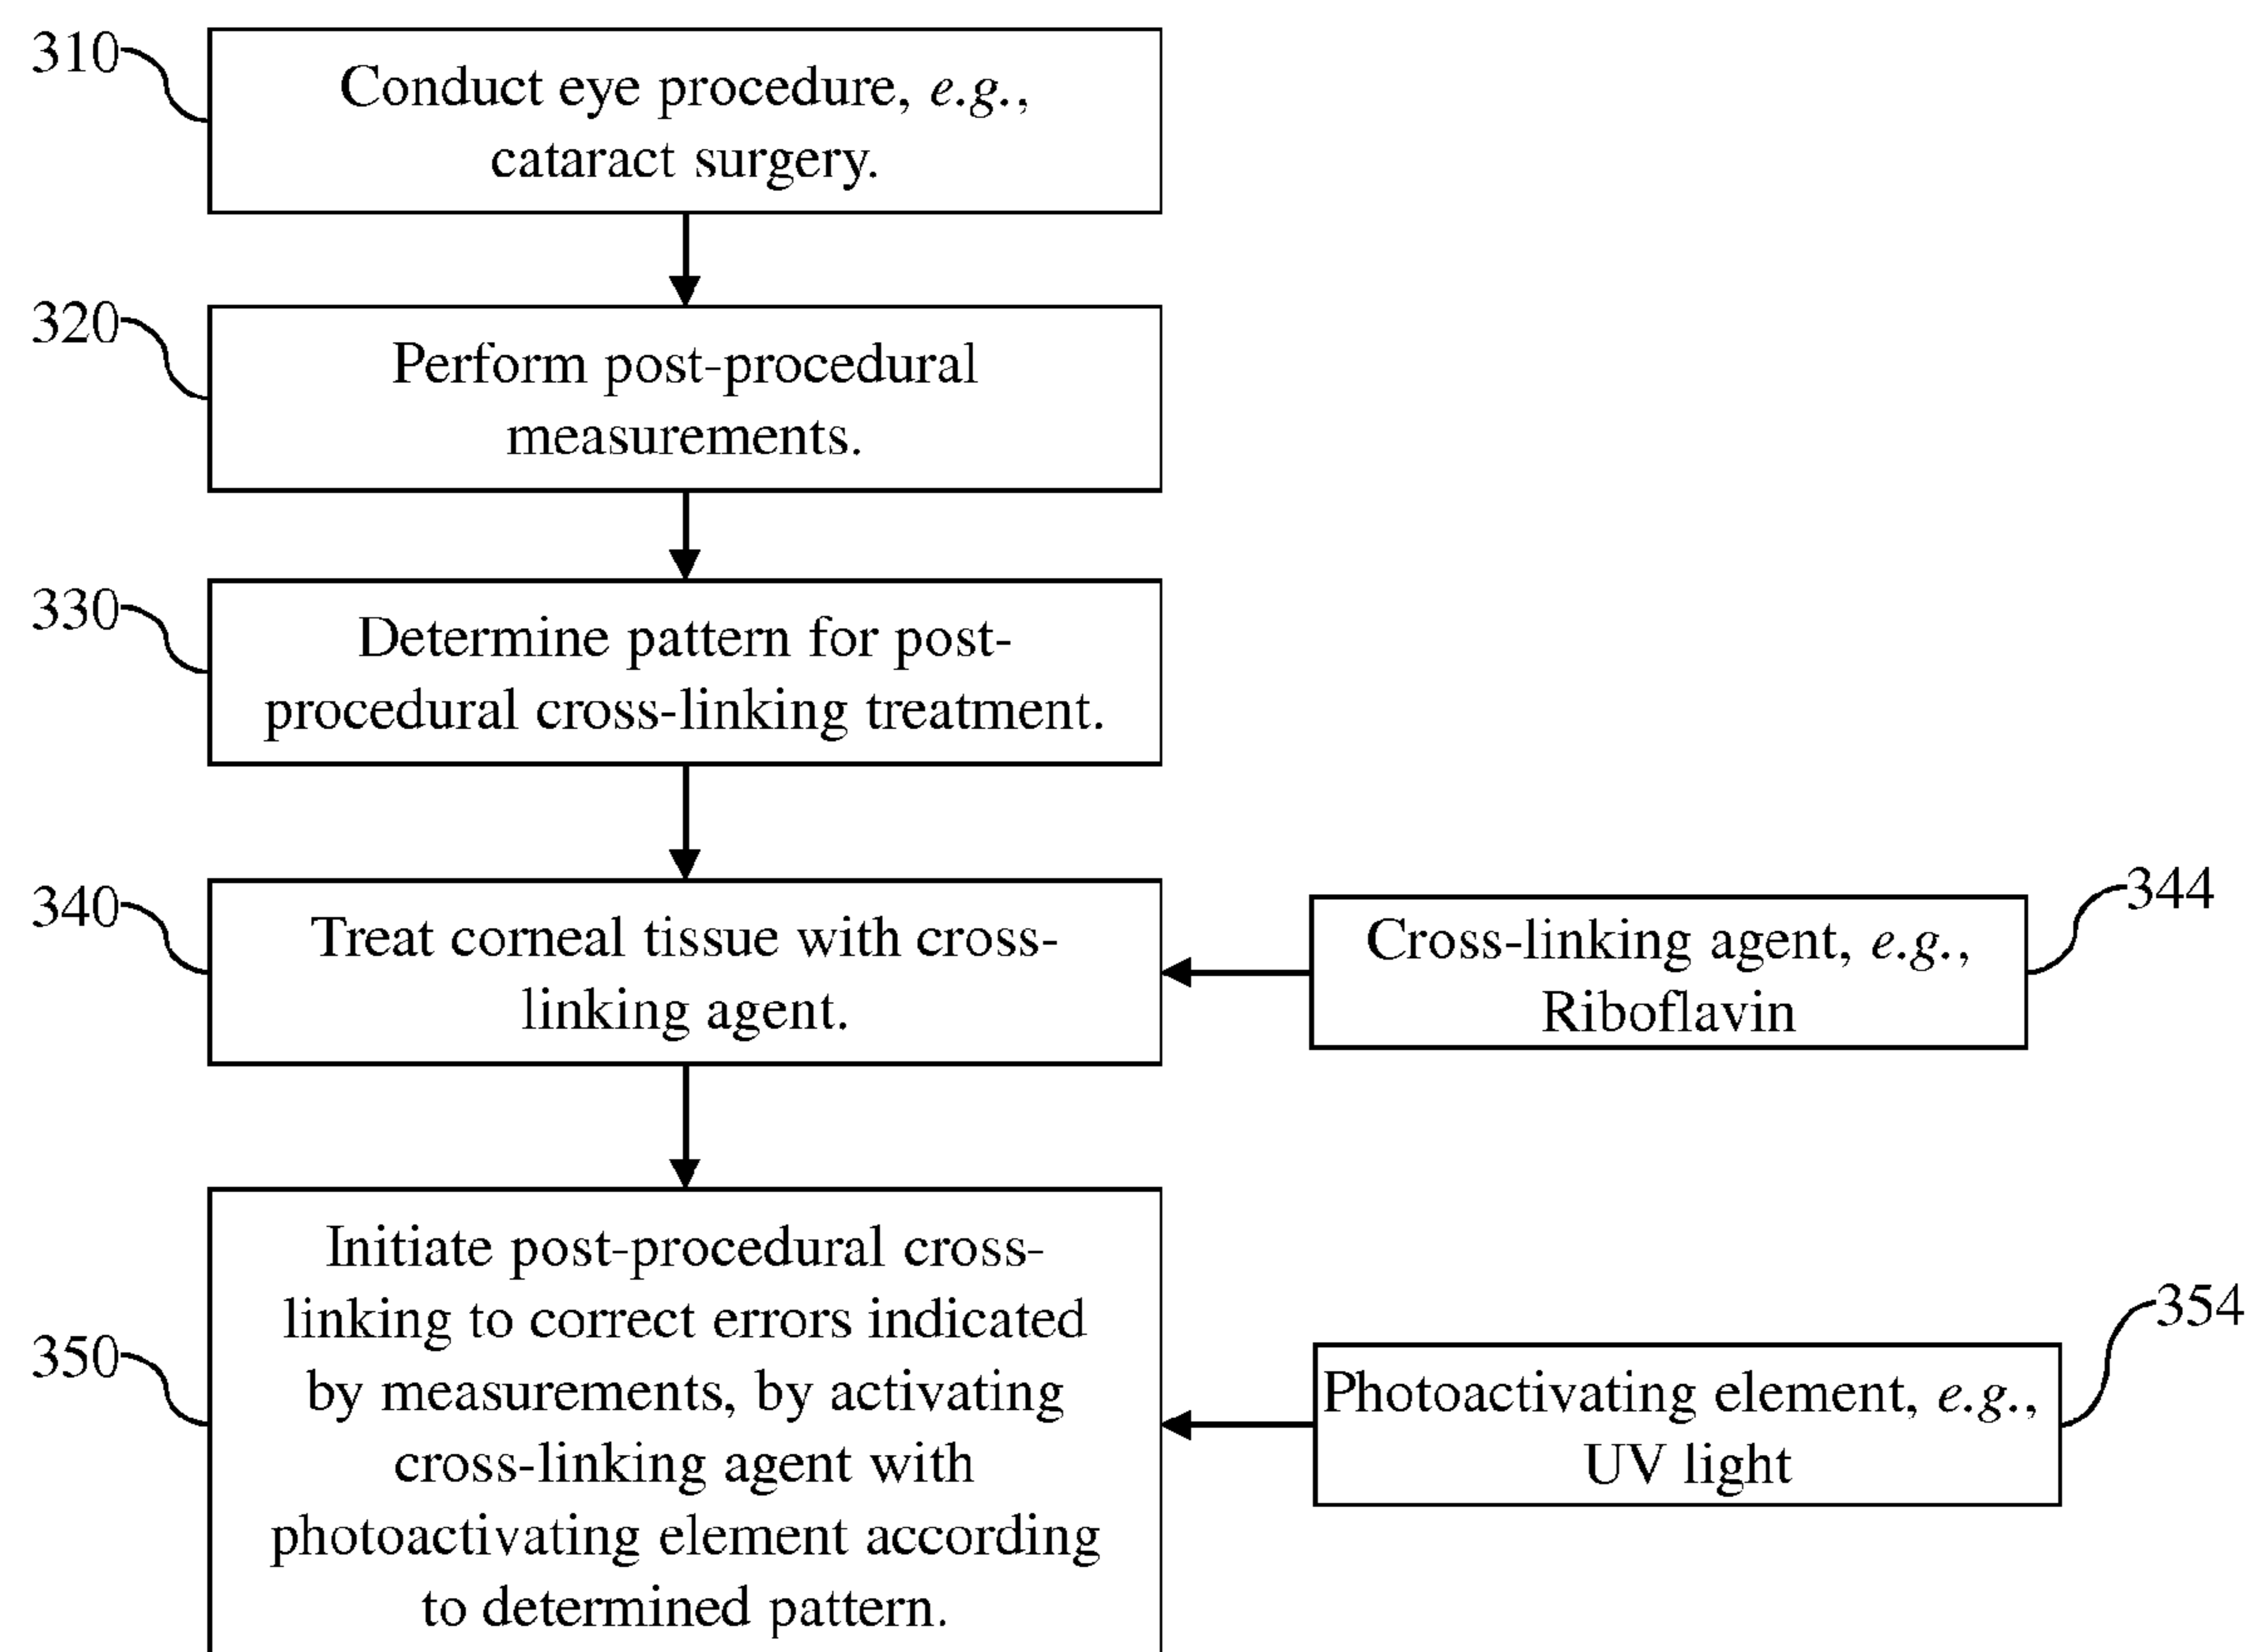 310
Conduct eye procedure, e.g.,
cataract surgery.
320
Perform post-procedural
measurements.
330
Determine pattern for post-
procedural cross-linking treatment.
340
Treat corneal tissue with cross-
linking agent.
344
Cross-linking agent, e.g.,
Riboflavin
350
Initiate post-procedural cross-
linking to correct errors indicated
by measurements, by activating
cross-linking agent with
photoactivating element according
to determined pattern.
354
Photoactivating element, e.g.,
UV light